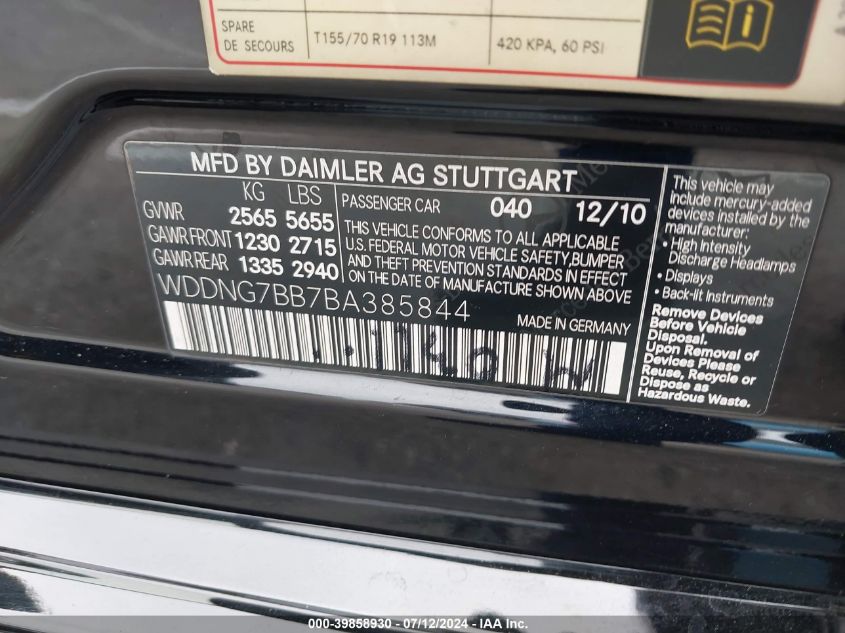 SPARE
DE SECOURS
T155/70 R19 113M
420 KPA, 60 PSI
MFD BY DAIMLER AG STUTTGART
KG LBS
GVWR 2565 5655
GAWR FRONT 1230 2715
GAWR REAR 1335 2940
PASSENGER CAR 040 12/10
THIS VEHICLE CONFORMS TO ALL APPLICABLE
U.S. FEDERAL MOTOR VEHICLE SAFETY, BUMPER
AND THEFT PREVENTION STANDARDS IN EFFECT
ON THE DATE OF MANUFACTURE SHOWN ABOVE
WDDNG7BB7BA385844
MADE IN GERMANY
This vehicle may
include mercury-added
devices installed by the
manufacturer:
• High Intensity
Discharge Headlamps
• Displays
• Back-lit Instruments
Remove Devices
Before Vehicle
Disposal.
Upon Removal of
Devices Please
Reuse, Recycle or
Dispose as
Hazardous Waste.
000-39858930 - 07/12/2024 - IAAI Inc.